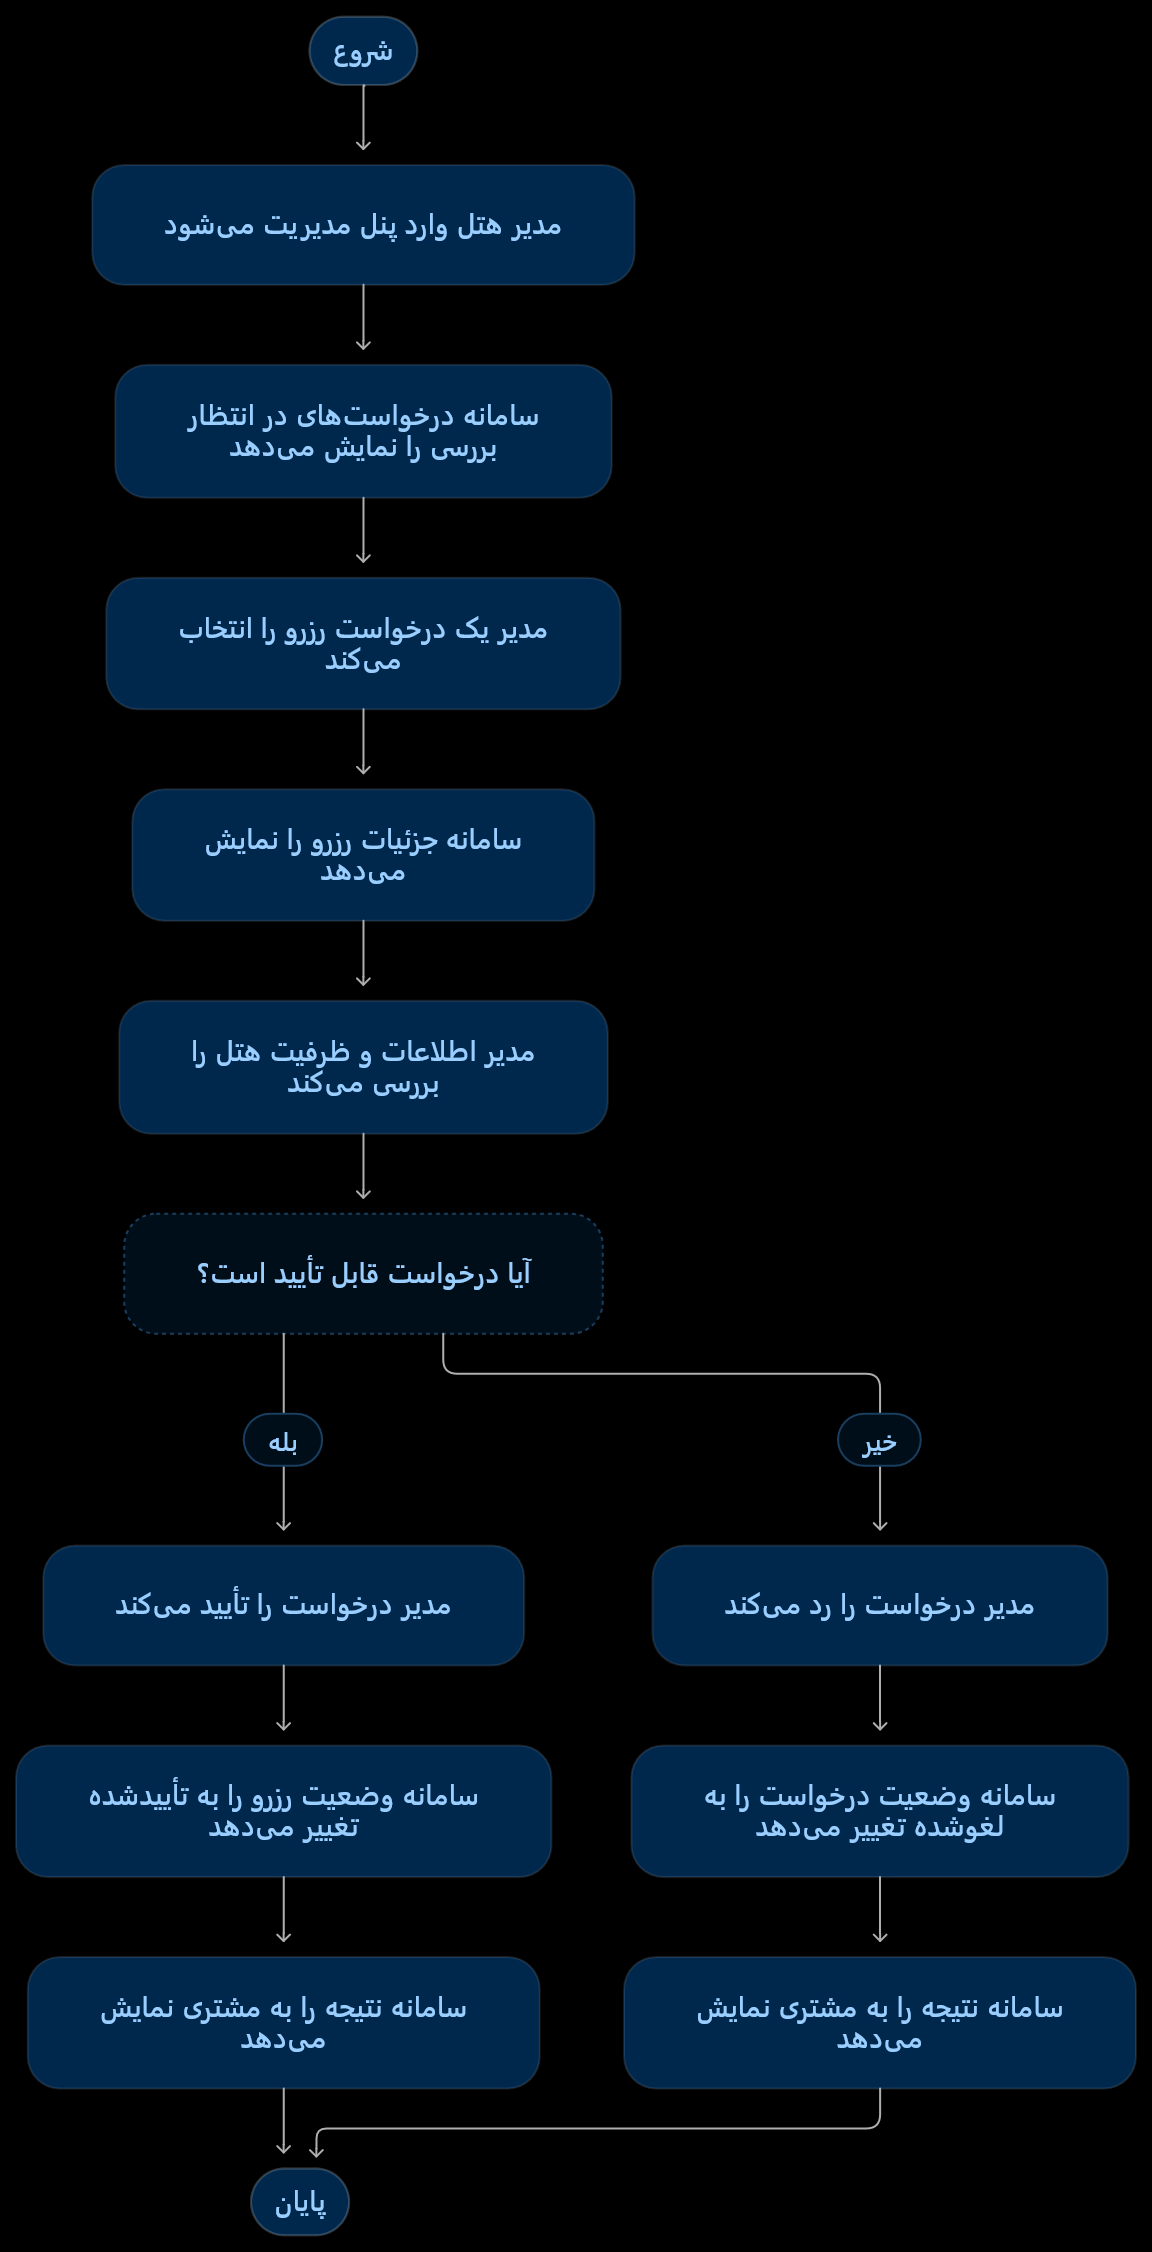 شروع
مدیر هتل وارد پنل مدیریت می‌شود
سامانه درخواست‌های در انتظار
بررسی را نمایش می‌دهد
مدیر یک درخواست رزرو را انتخاب
می‌کند
سامانه جزئیات رزرو را نمایش
می‌دهد
مدیر اطلاعات و ظرفیت هتل را
بررسی می‌کند
آیا درخواست قابل تأیید است؟
بله
خیر
مدیر درخواست را تأیید می‌کند
مدیر درخواست را رد می‌کند
سامانه وضعیت رزرو را به تأییدشده
تغییر می‌دهد
سامانه وضعیت درخواست را به
لغوشده تغییر می‌دهد
سامانه نتیجه را به مشتری نمایش
می‌دهد
سامانه نتیجه را به مشتری نمایش
می‌دهد
پایان